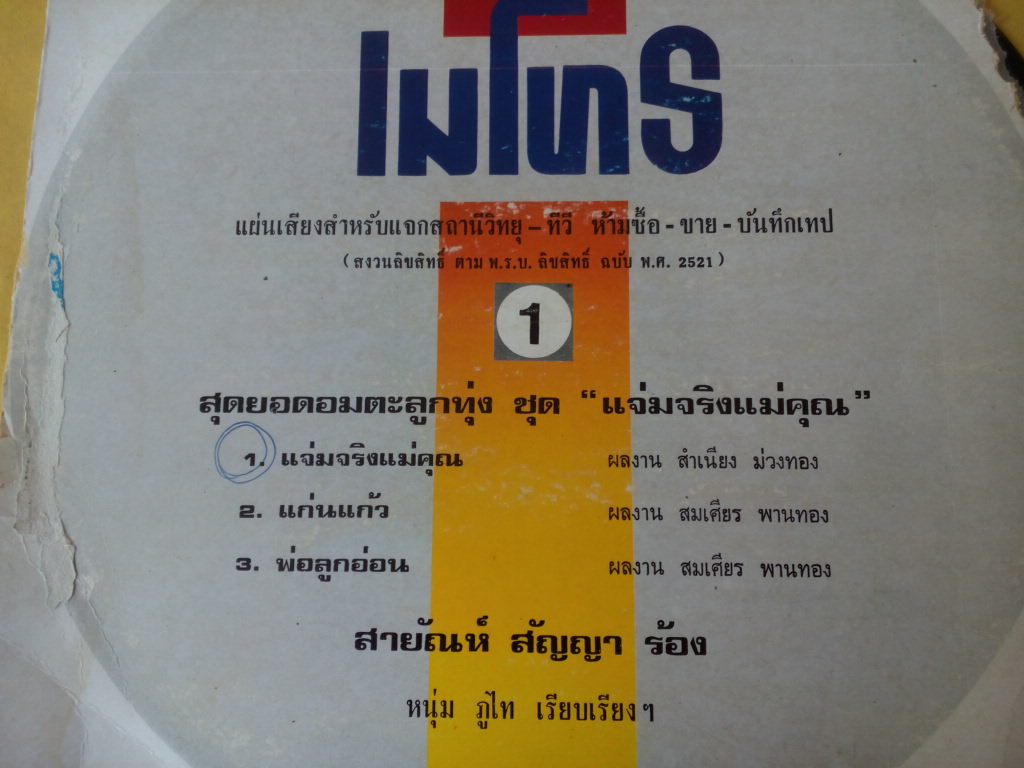 เมโทร
แผ่นเสียงสำหรับแจกสถานีวิทยุ – ทีวี ห้ามซื้อ - ขาย - บันทึกเทป
( สงวนลิขสิทธิ์ ตาม พ.ร.บ. ลิขสิทธิ์ ฉบับ พ.ศ. 2521 )
1
สุดยอดอมตะลูกทุ่ง ชุด “แจ่มจริงแม่คุณ”
1. แจ่มจริงแม่คุณ ผลงาน สำเนียง ม่วงทอง
2. แก่นแก้ว ผลงาน สมเศียร พานทอง
3. พ่อลูกอ่อน ผลงาน สมเศียร พานทอง
สายัณห์ สัญญา ร้อง
หนุ่ม ภูไท เรียบเรียงฯ